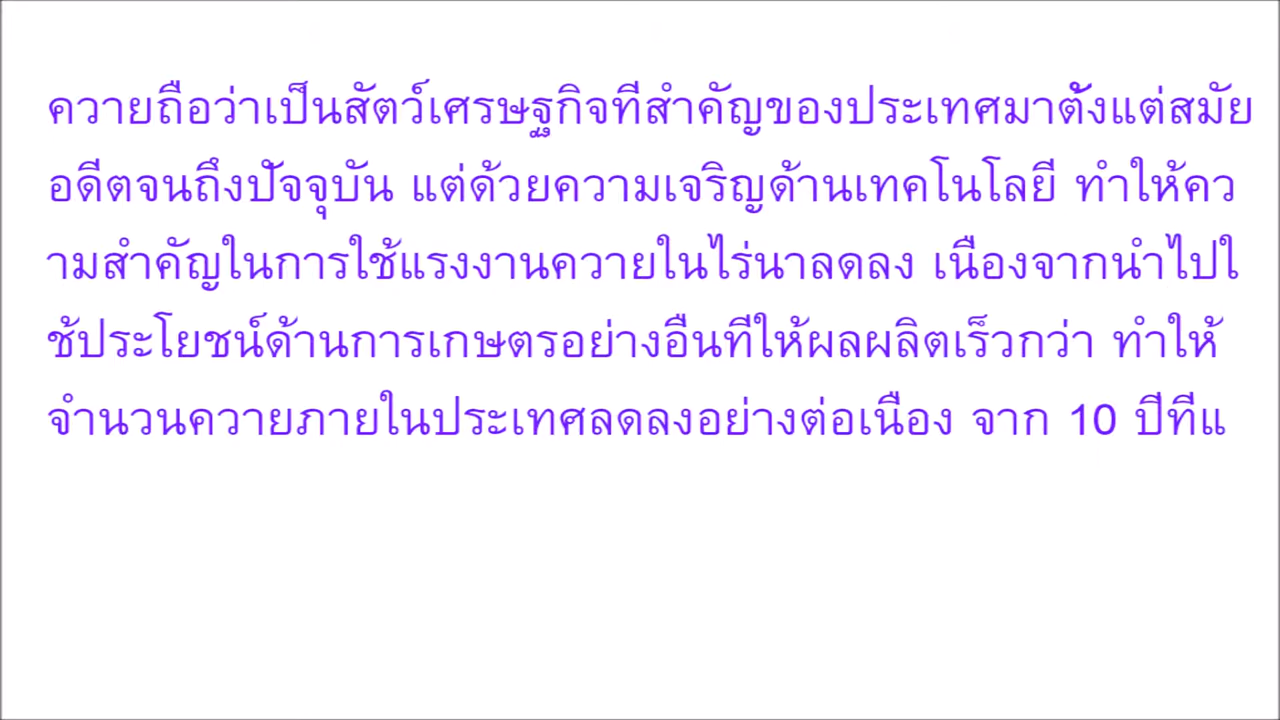 ควายถือว่าเป็นสัตว์เศรษฐกิจที่สำคัญของประเทศมาตั้งแต่สมัย
อดีตจนถึงปัจจุบัน แต่ด้วยความเจริญด้านเทคโนโลยี ทำให้คว
ามสำคัญในการใช้แรงงานควายในไร่นาลดลง เนื่องจากนำไปใ
ช้ประโยชน์ด้านการเกษตรอย่างอื่นที่ให้ผลผลิตเร็วกว่า ทำให้
จำนวนควายภายในประเทศลดลงอย่างต่อเนื่อง จาก 10 ปีที่แ